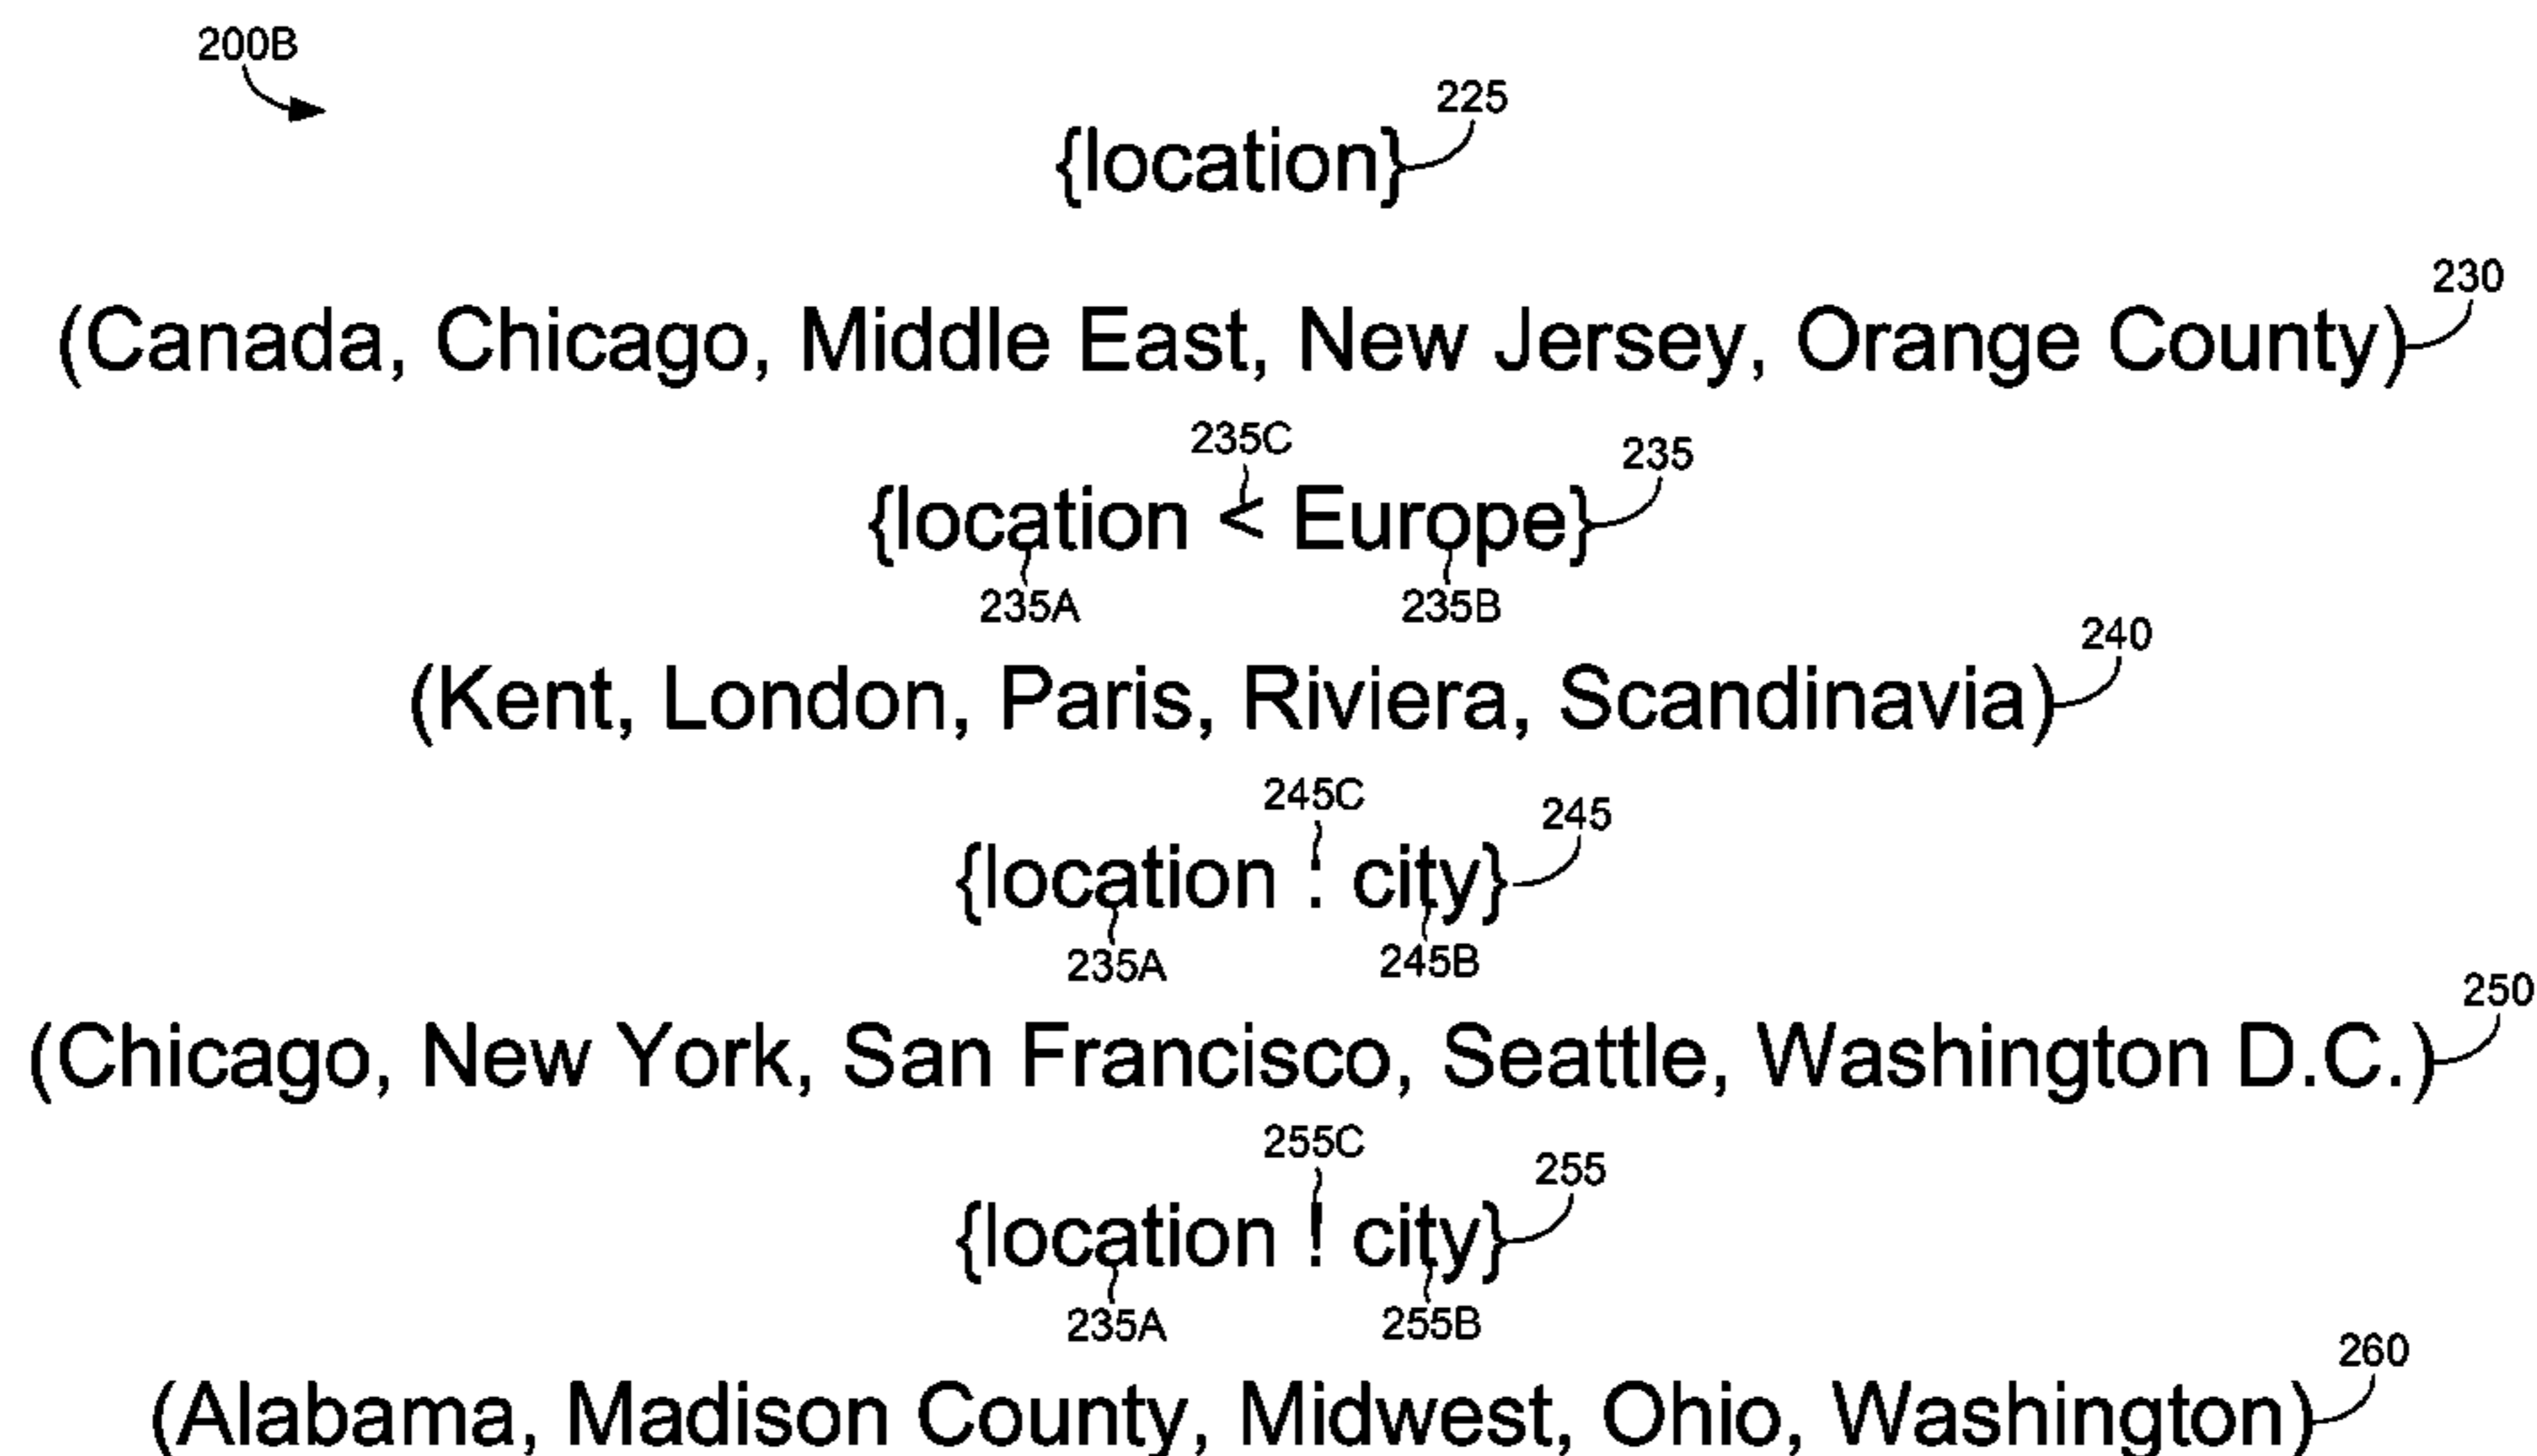 200B
225
{location}
230
(Canada, Chicago, Middle East, New Jersey, Orange County)
235C
235
{location < Europe}
235A 235B
240
(Kent, London, Paris, Riviera, Scandinavia)
245C
245
{location : city}
235A 245B
250
(Chicago, New York, San Francisco, Seattle, Washington D.C.)
255C
255
{location ! city}
235A 255B
260
(Alabama, Madison County, Midwest, Ohio, Washington)